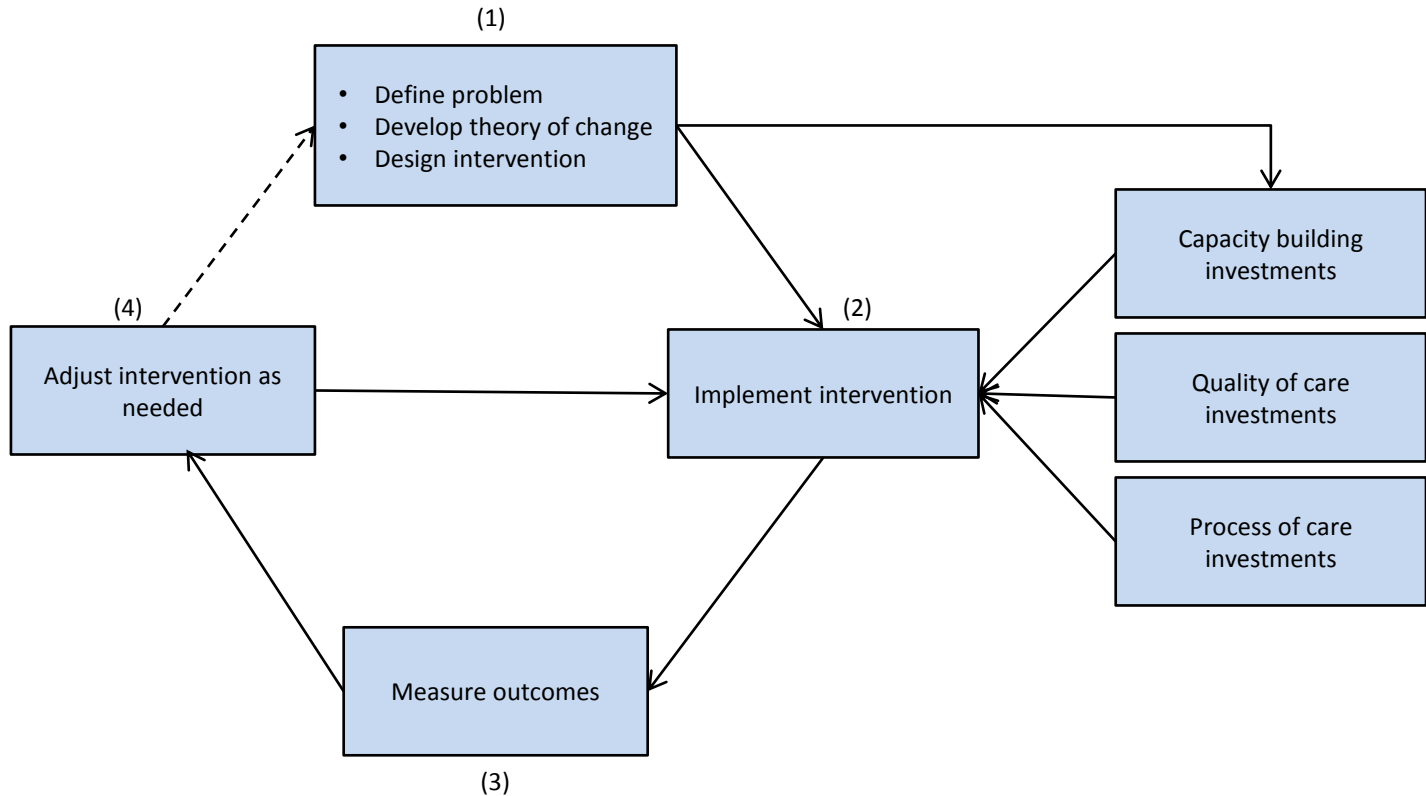 (1)
• Define problem
• Develop theory of change
• Design intervention
Capacity building
investments
(4)
(2)
Adjust intervention as
needed
Implement intervention
Quality of care
investments
Process of care
investments
Measure outcomes
(3)